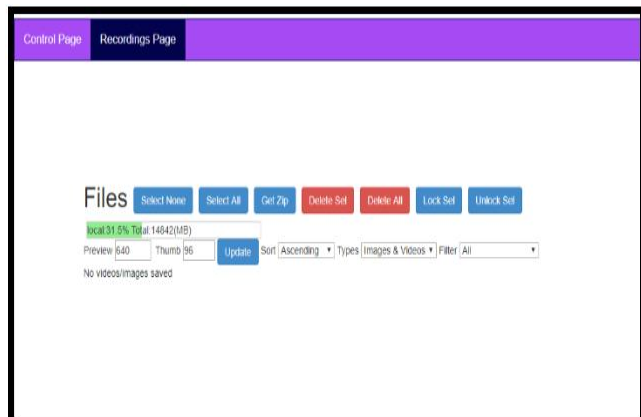 Control Page Recordings Page
Files Select None Select All Get Zip Delete Sel Delete All Lock Sel Unlock Sel
local:31.5% Total:14842(MB)
Preview 640 Thumb 96 Update Sort Ascending Types Images & Videos Filter All
No videos/images saved